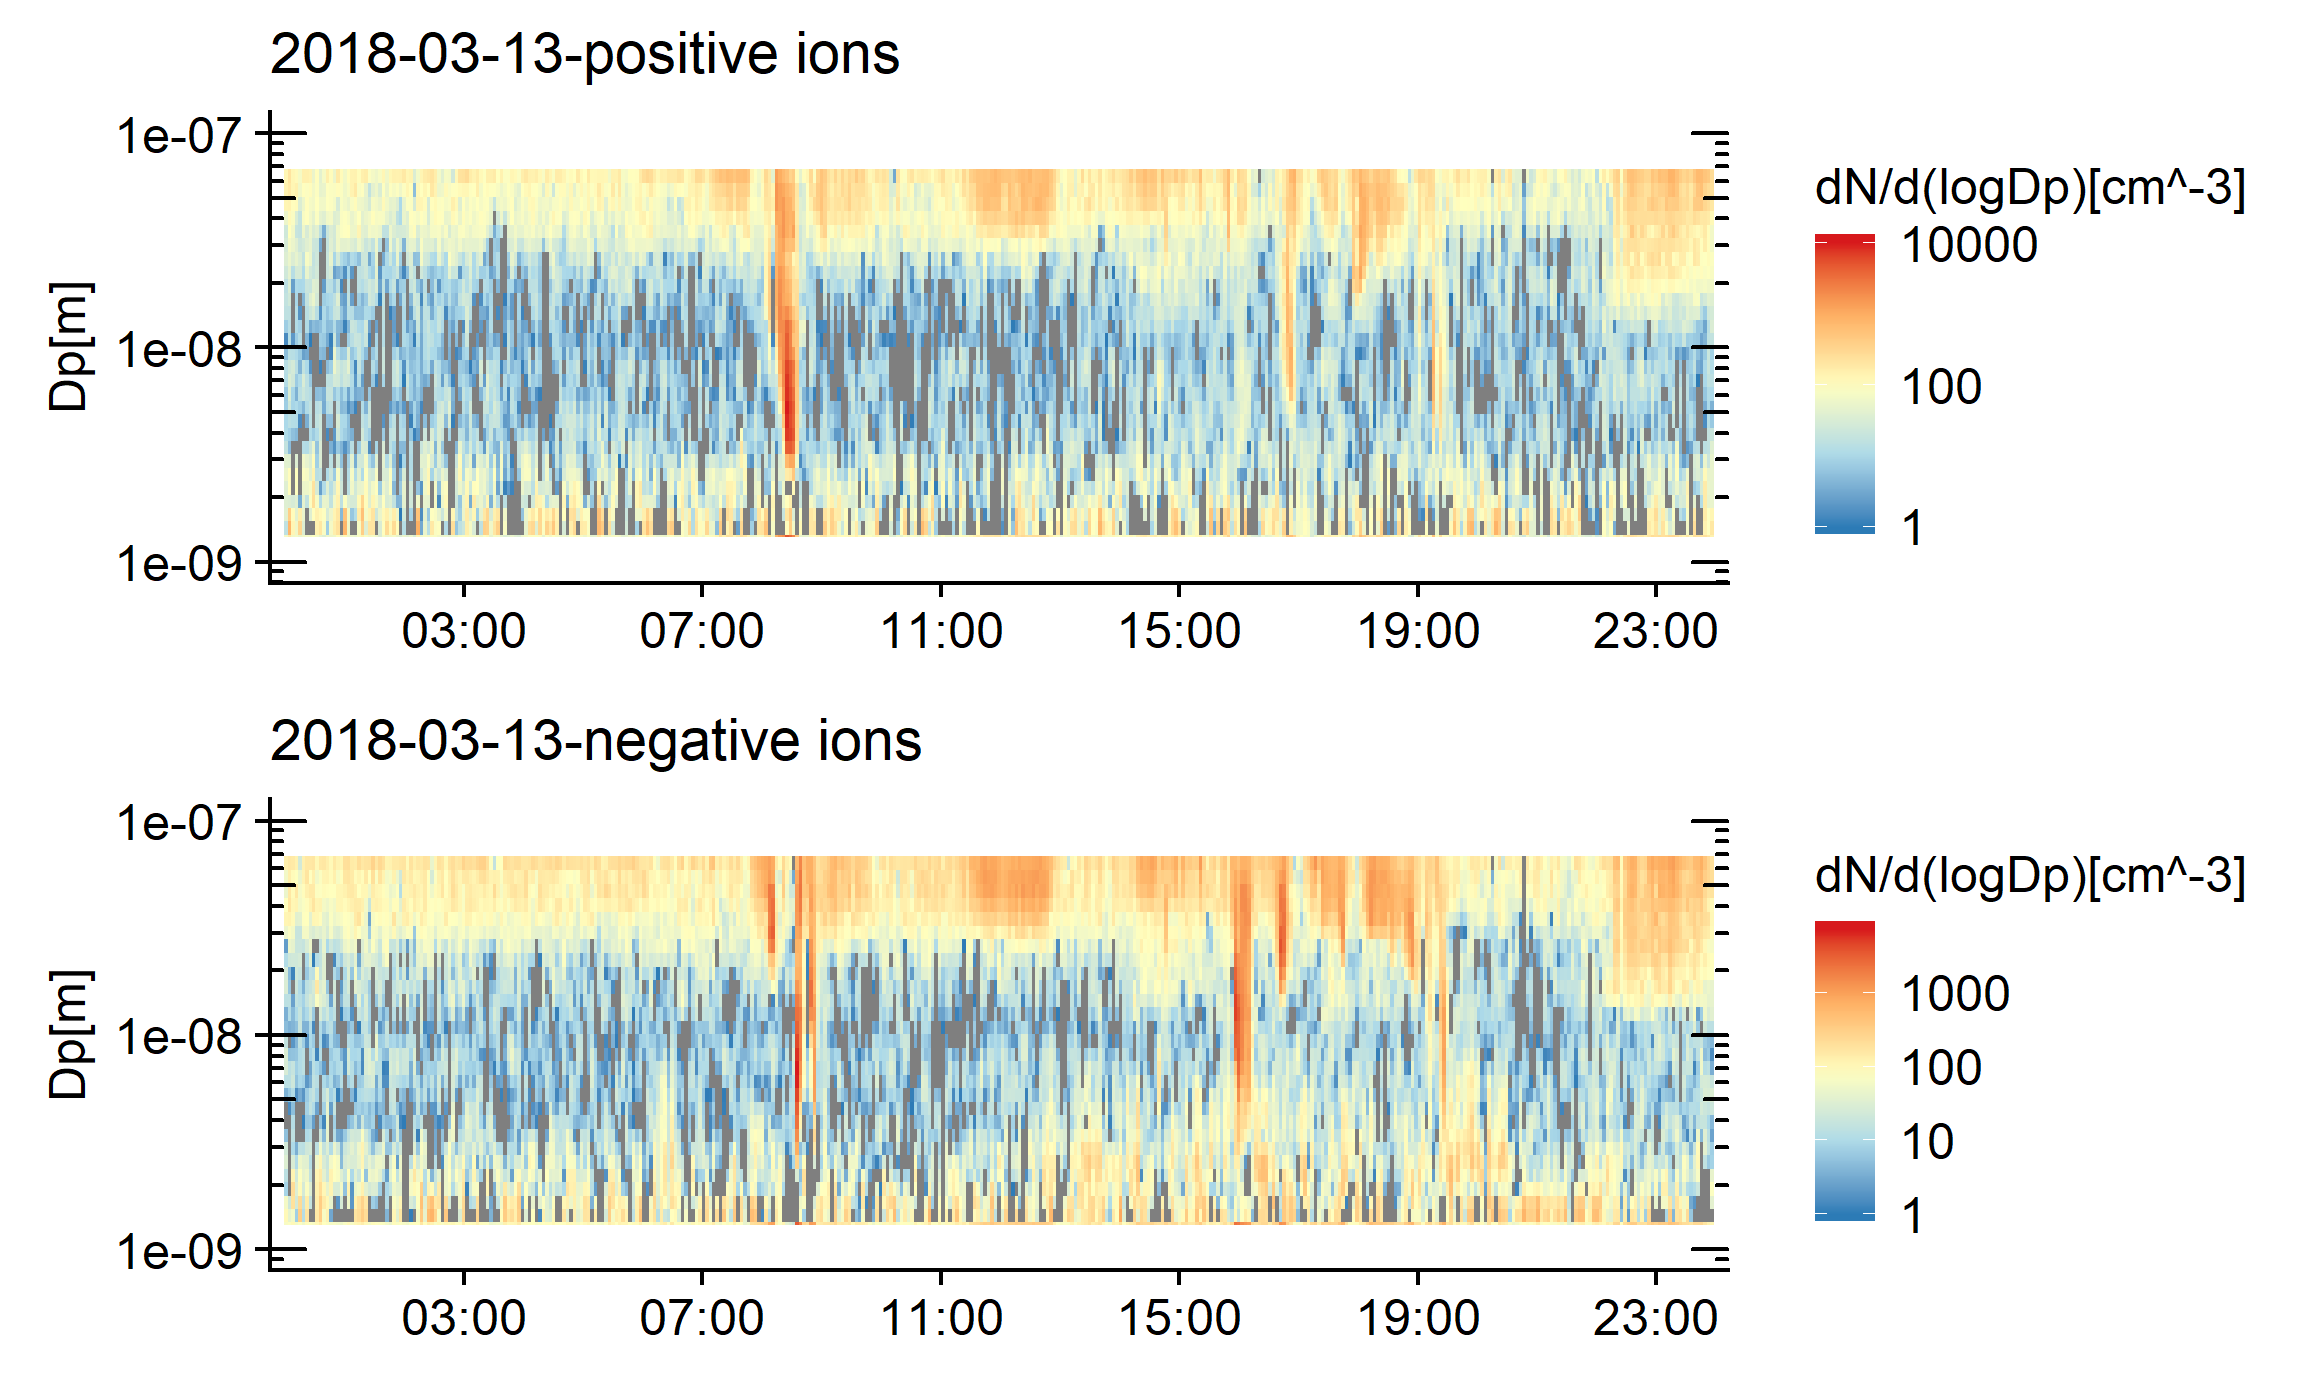 2018-03-13-positive ions
1e-07
1e-08
1e-09
Dp[m]
03:00 07:00 11:00 15:00 19:00 23:00
dN/d(logDp)[cm^-3]
10000
100
1
2018-03-13-negative ions
1e-07
1e-08
1e-09
Dp[m]
03:00 07:00 11:00 15:00 19:00 23:00
dN/d(logDp)[cm^-3]
1000
100
10
1